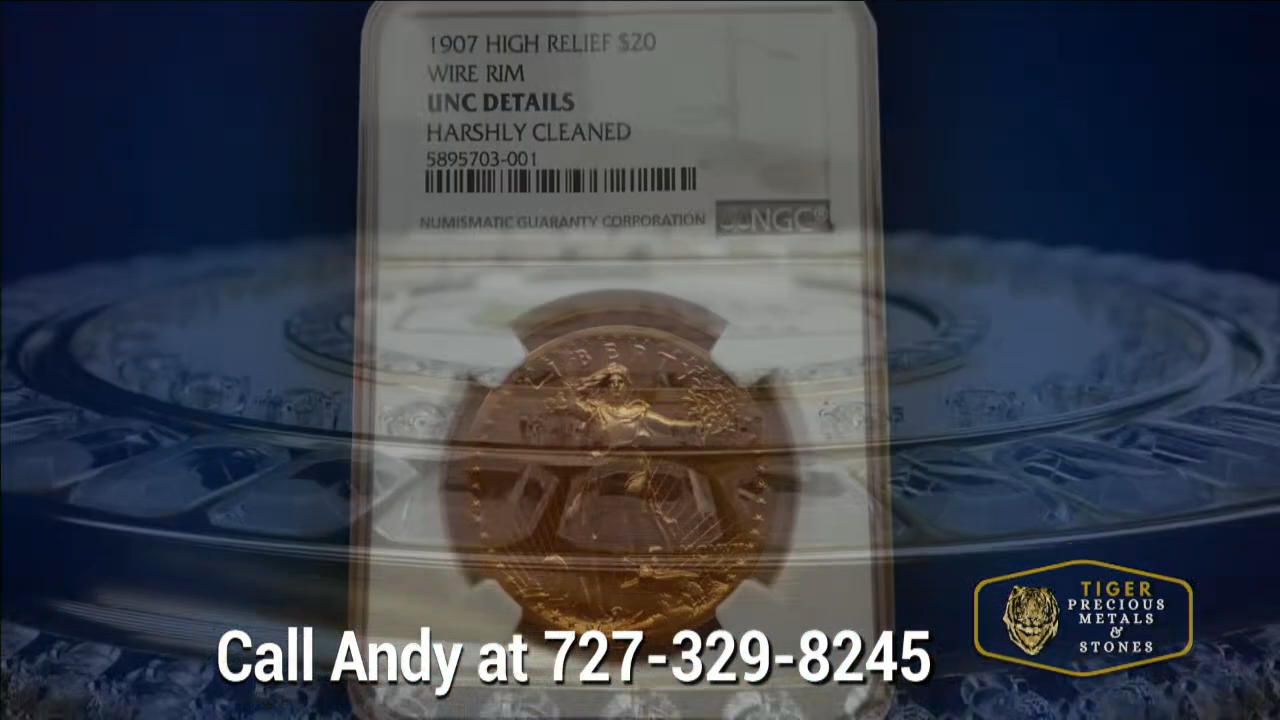 1907 HIGH RELIEF $20
WIRE RIM
UNC DETAILS
HARSHLY CLEANED
5895703-001
NUMISMATIC GUARANTY CORPORATION NGC®
LIBERTY
Call Andy at 727-329-8245
TIGER
PRECIOUS
METALS
&
STONES